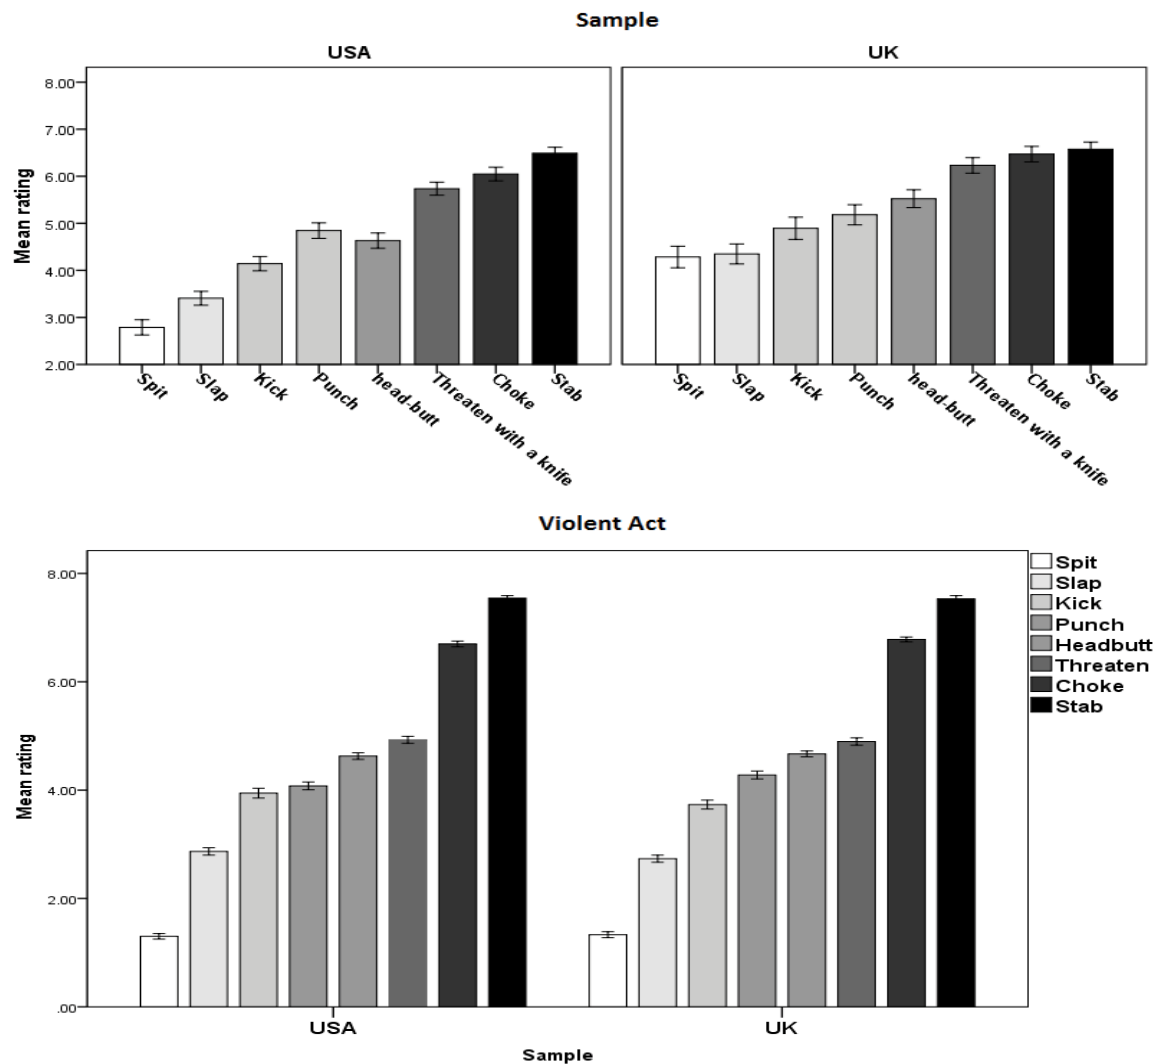 Sample
USA
UK
8.00
7.00
6.00
5.00
4.00
3.00
2.00
Mean rating
Spit
Slap
Kick
Punch
head-butt
Threaten with a knife
Choke
Stab
Spit
Slap
Kick
Punch
head-butt
Threaten with a knife
Choke
Stab
Violent Act
8.00
6.00
4.00
2.00
.00
Mean rating
Spit
Slap
Kick
Punch
Headbutt
Threaten
Choke
Stab
USA
UK
Sample